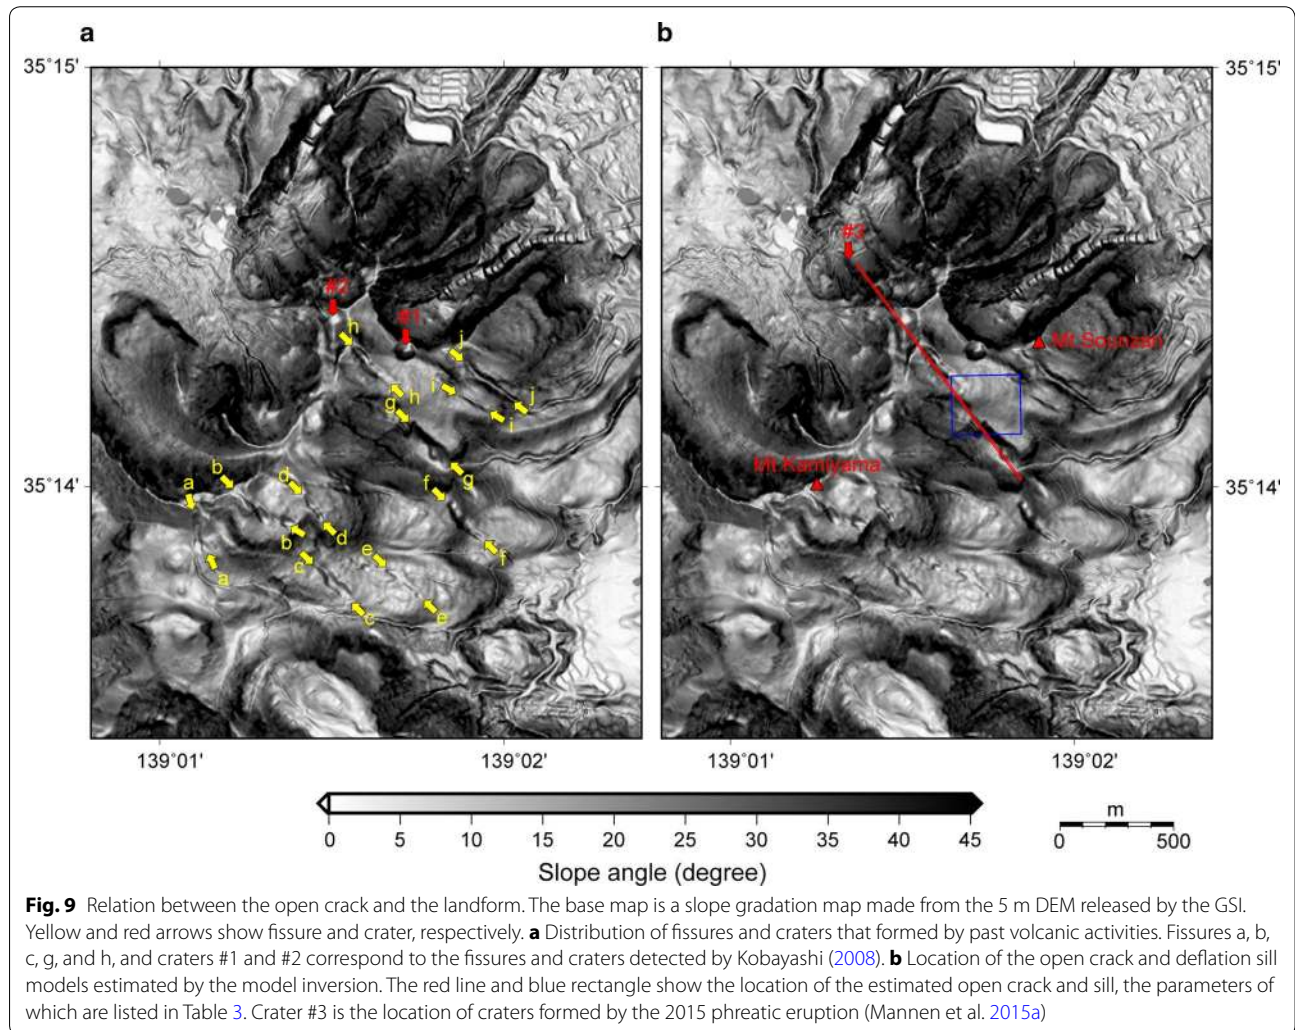 a
b
35°15'
35°15'
#3
#2
#1
h
j
Mt.Sounzan
i
j
h
g
i
b
d
Mt.Kamiyama
35°14'
35°14'
a
f
g
b
d
e
f
c
a
c
e
139°01'
139°02'
139°01'
139°02'
m
0 5 10 15 20 25 30 35 40 45
0 500
Slope angle (degree)
Fig. 9 Relation between the open crack and the landform. The base map is a slope gradation map made from the 5 m DEM released by the GSI.
Yellow and red arrows show fissure and crater, respectively. a Distribution of fissures and craters that formed by past volcanic activities. Fissures a, b,
c, g, and h, and craters #1 and #2 correspond to the fissures and craters detected by Kobayashi (2008). b Location of the open crack and deflation sill
models estimated by the model inversion. The red line and blue rectangle show the location of the estimated open crack and sill, the parameters of
which are listed in Table 3. Crater #3 is the location of craters formed by the 2015 phreatic eruption (Mannen et al. 2015a)